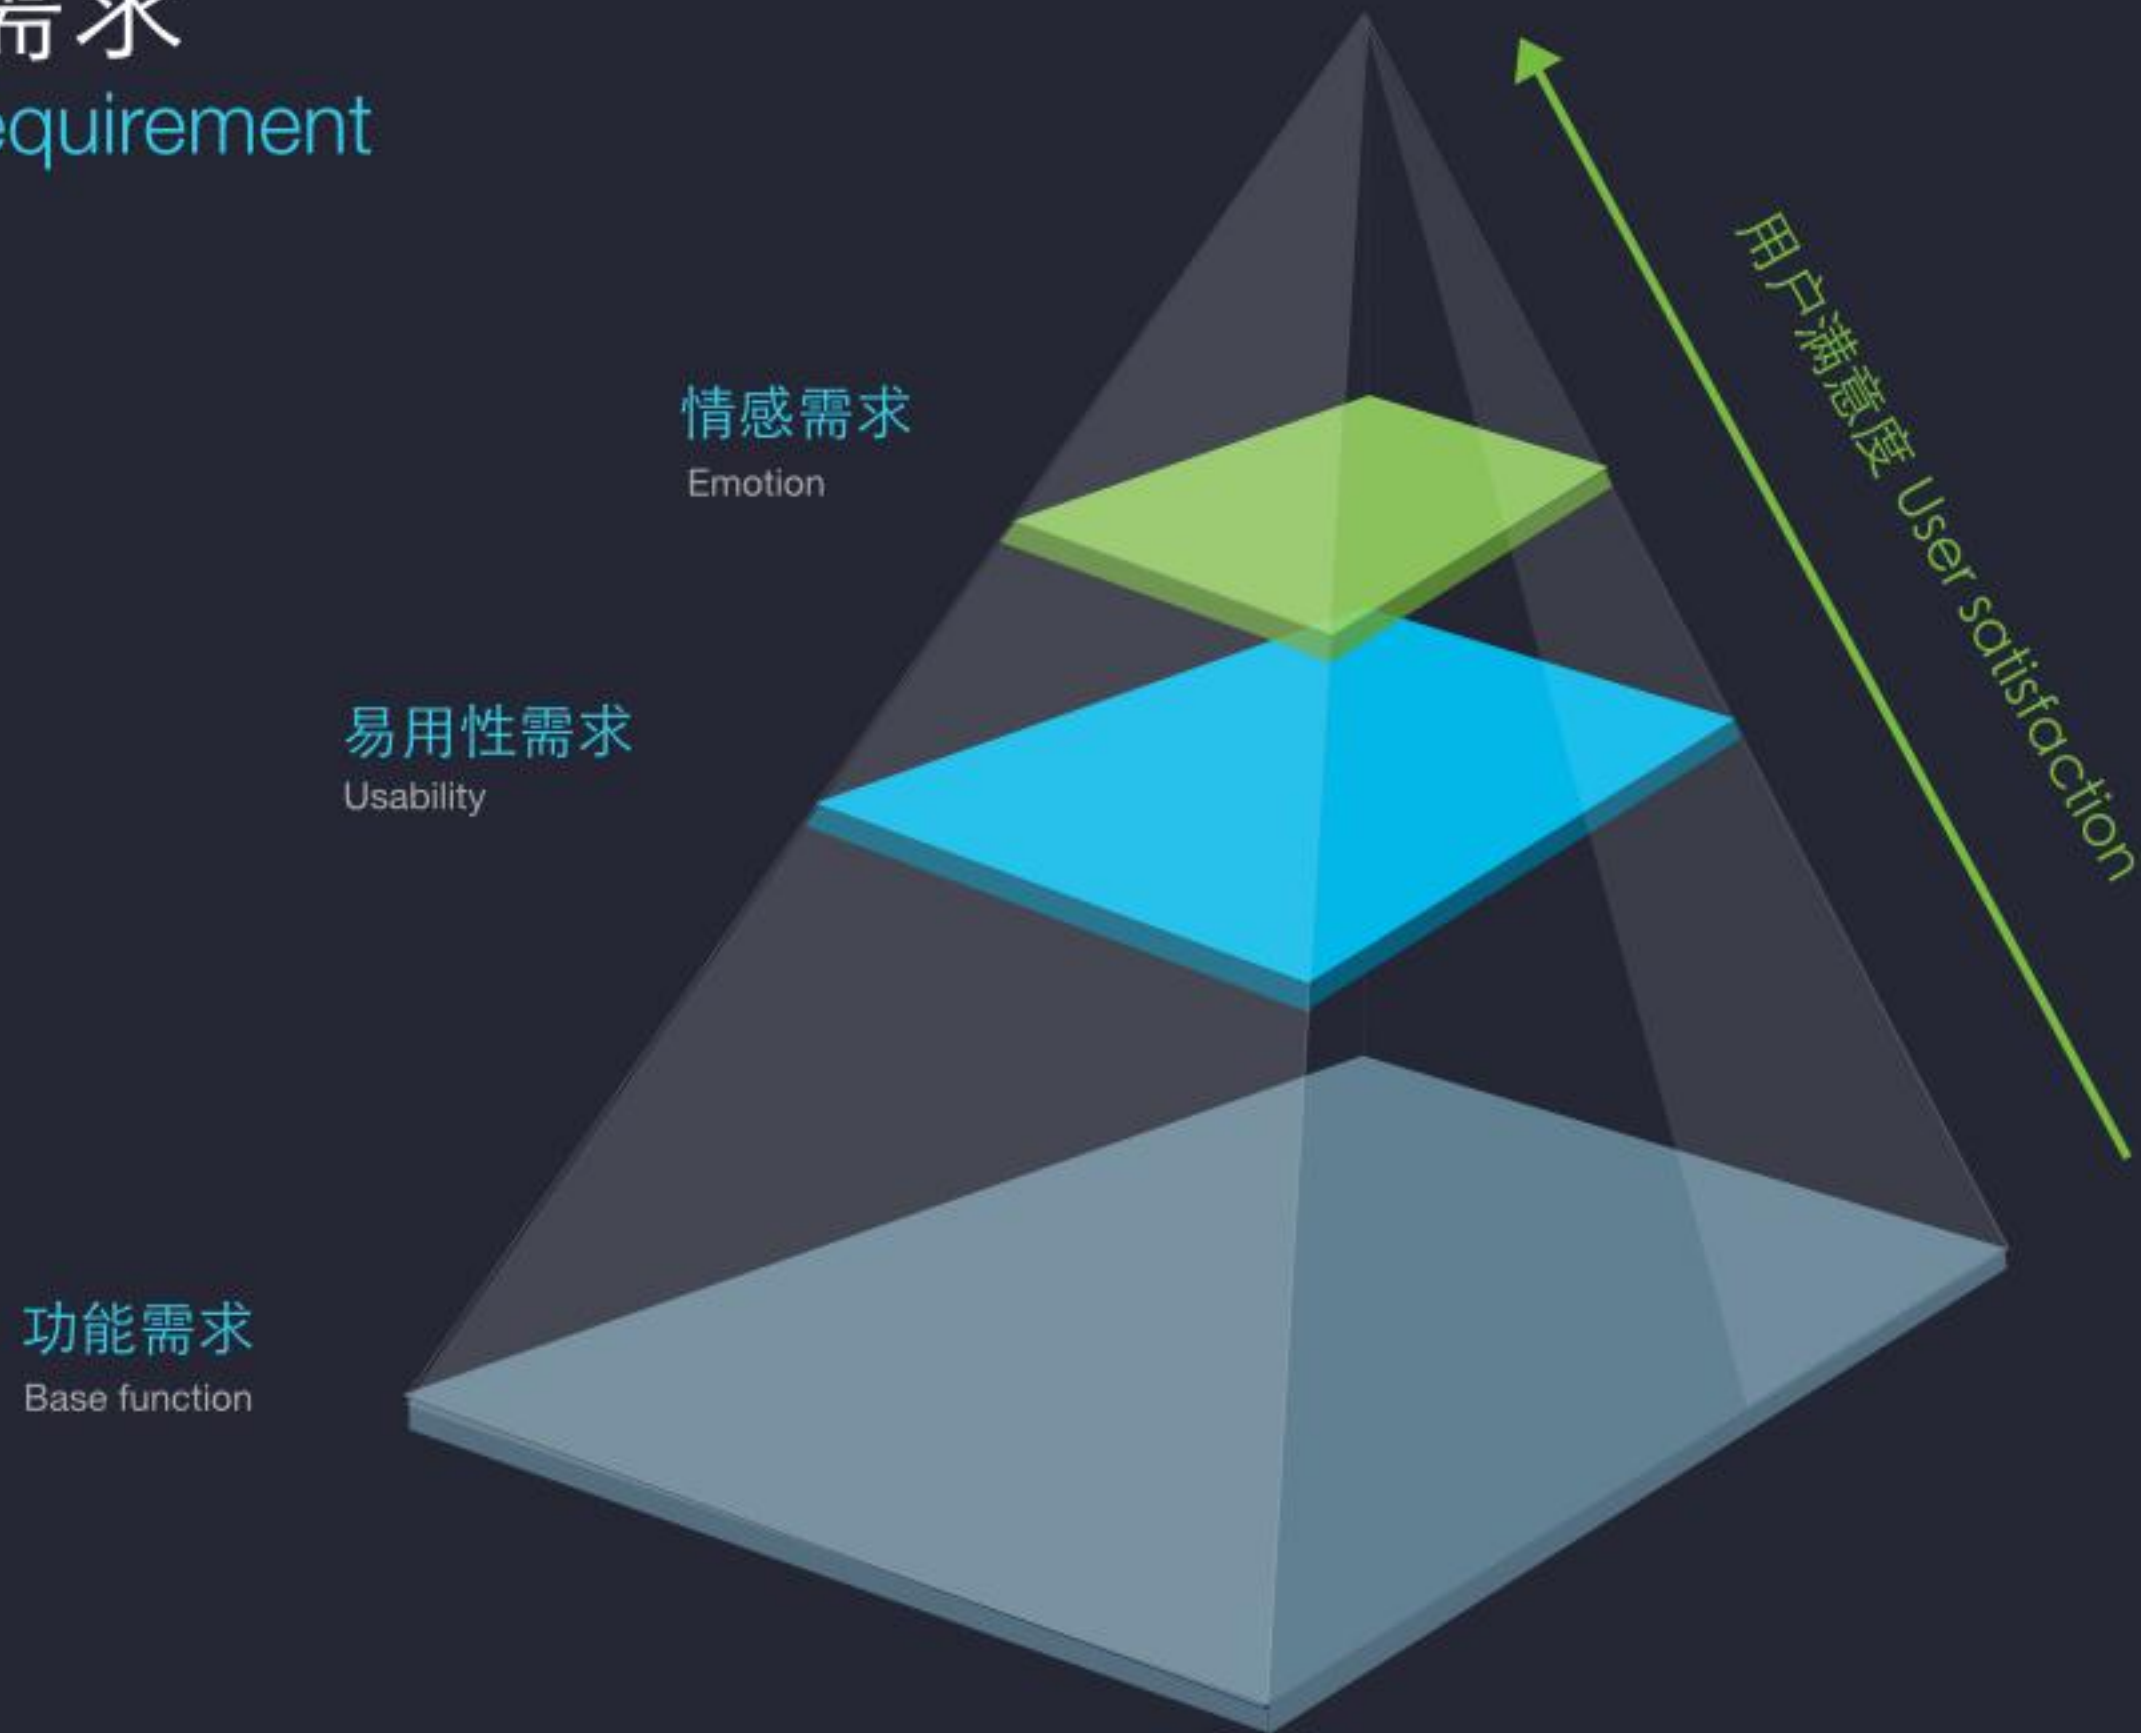 需求
equirement
情感需求
Emotion
用户满意度 User satisfaction
易用性需求
Usability
功能需求
Base function